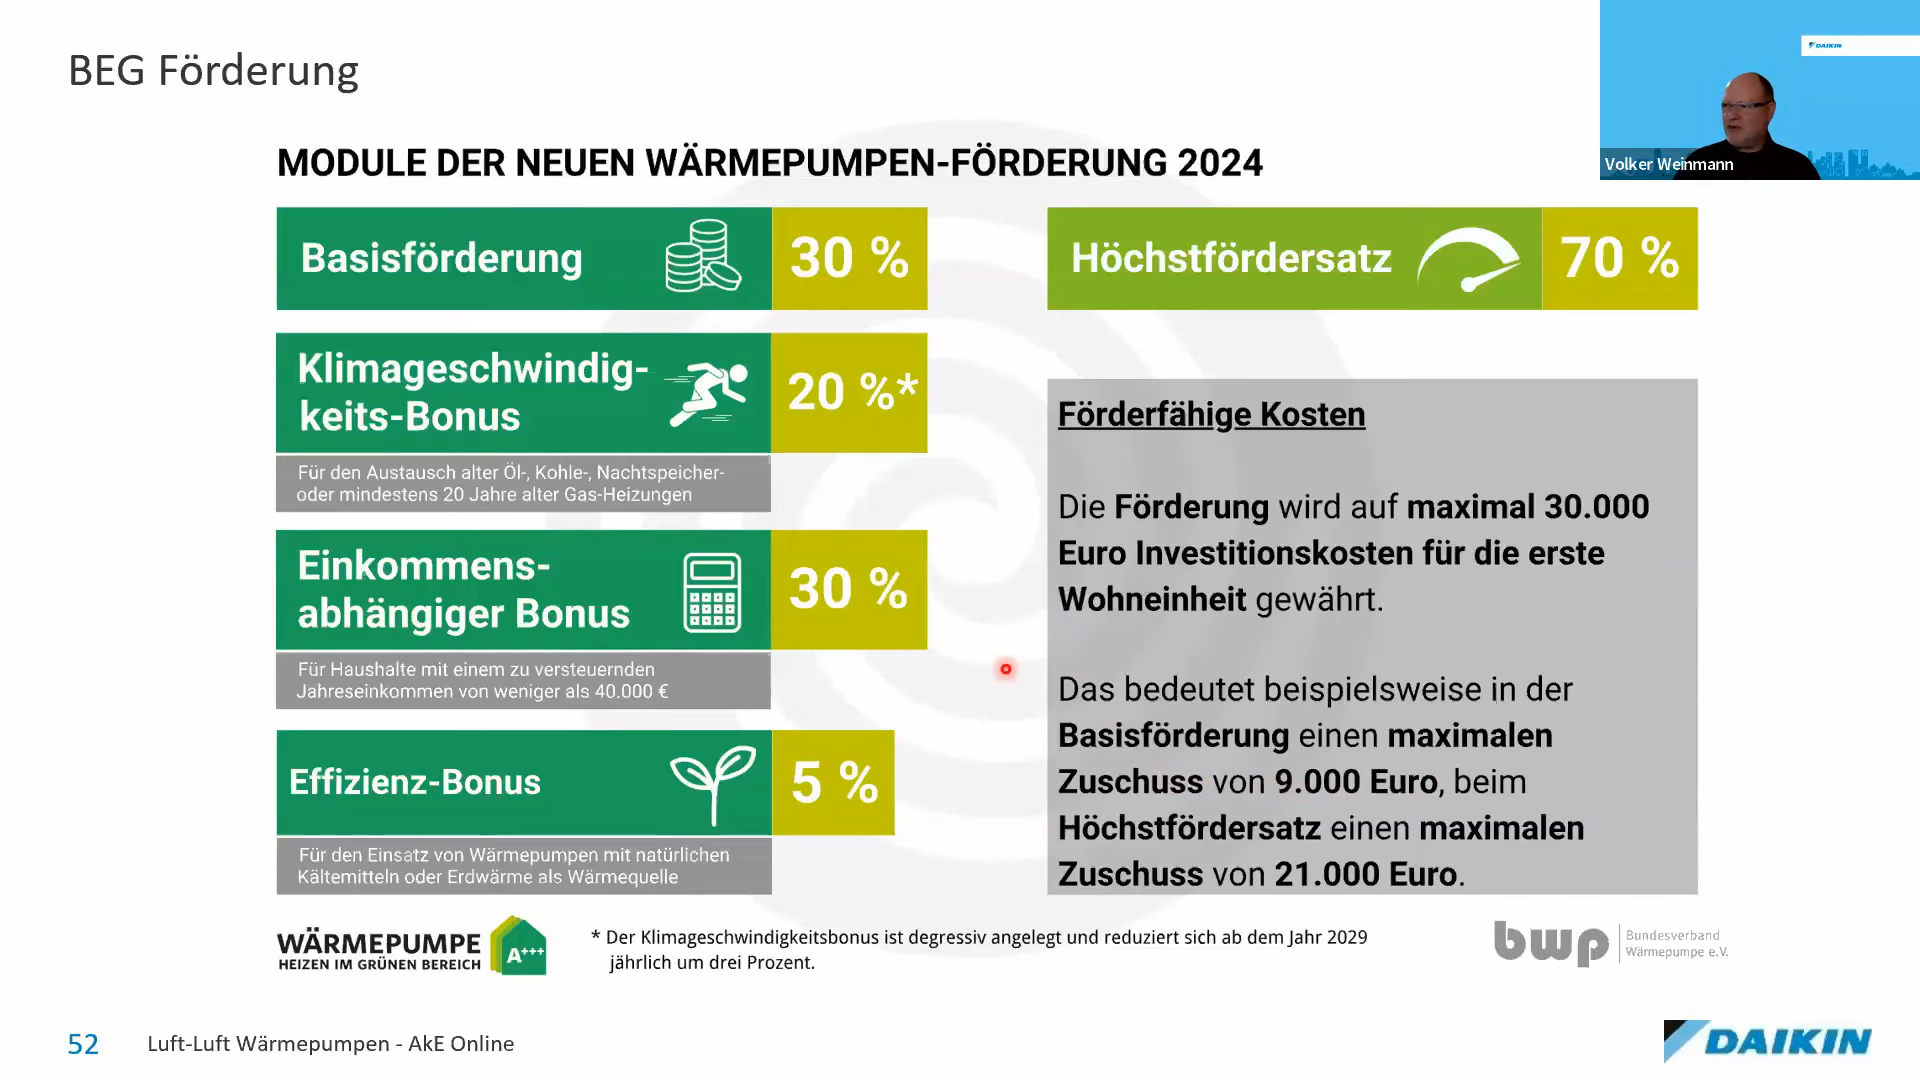 BEG Förderung
DAIKIN
Volker Weinmann
MODULE DER NEUEN WÄRMEPUMPEN-FÖRDERUNG 2024
Basisförderung
30 %
Klimageschwindig-
keits-Bonus
20 %*
Für den Austausch alter Öl-, Kohle-, Nachtspeicher-
oder mindestens 20 Jahre alter Gas-Heizungen
Einkommens-
abhängiger Bonus
30 %
Für Haushalte mit einem zu versteuernden
Jahreseinkommen von weniger als 40.000 €
Effizienz-Bonus
5 %
Für den Einsatz von Wärmepumpen mit natürlichen
Kältemitteln oder Erdwärme als Wärmequelle
Höchstfördersatz
70 %
Förderfähige Kosten
Die Förderung wird auf maximal 30.000
Euro Investitionskosten für die erste
Wohneinheit gewährt.
Das bedeutet beispielsweise in der
Basisförderung einen maximalen
Zuschuss von 9.000 Euro, beim
Höchstfördersatz einen maximalen
Zuschuss von 21.000 Euro.
WÄRMEPUMPE
HEIZEN IM GRÜNEN BEREICH
A+++
* Der Klimageschwindigkeitsbonus ist degressiv angelegt und reduziert sich ab dem Jahr 2029
jährlich um drei Prozent.
bwp
Bundesverband
Wärmepumpe e.V.
52
Luft-Luft Wärmepumpen - AkE Online
DAIKIN